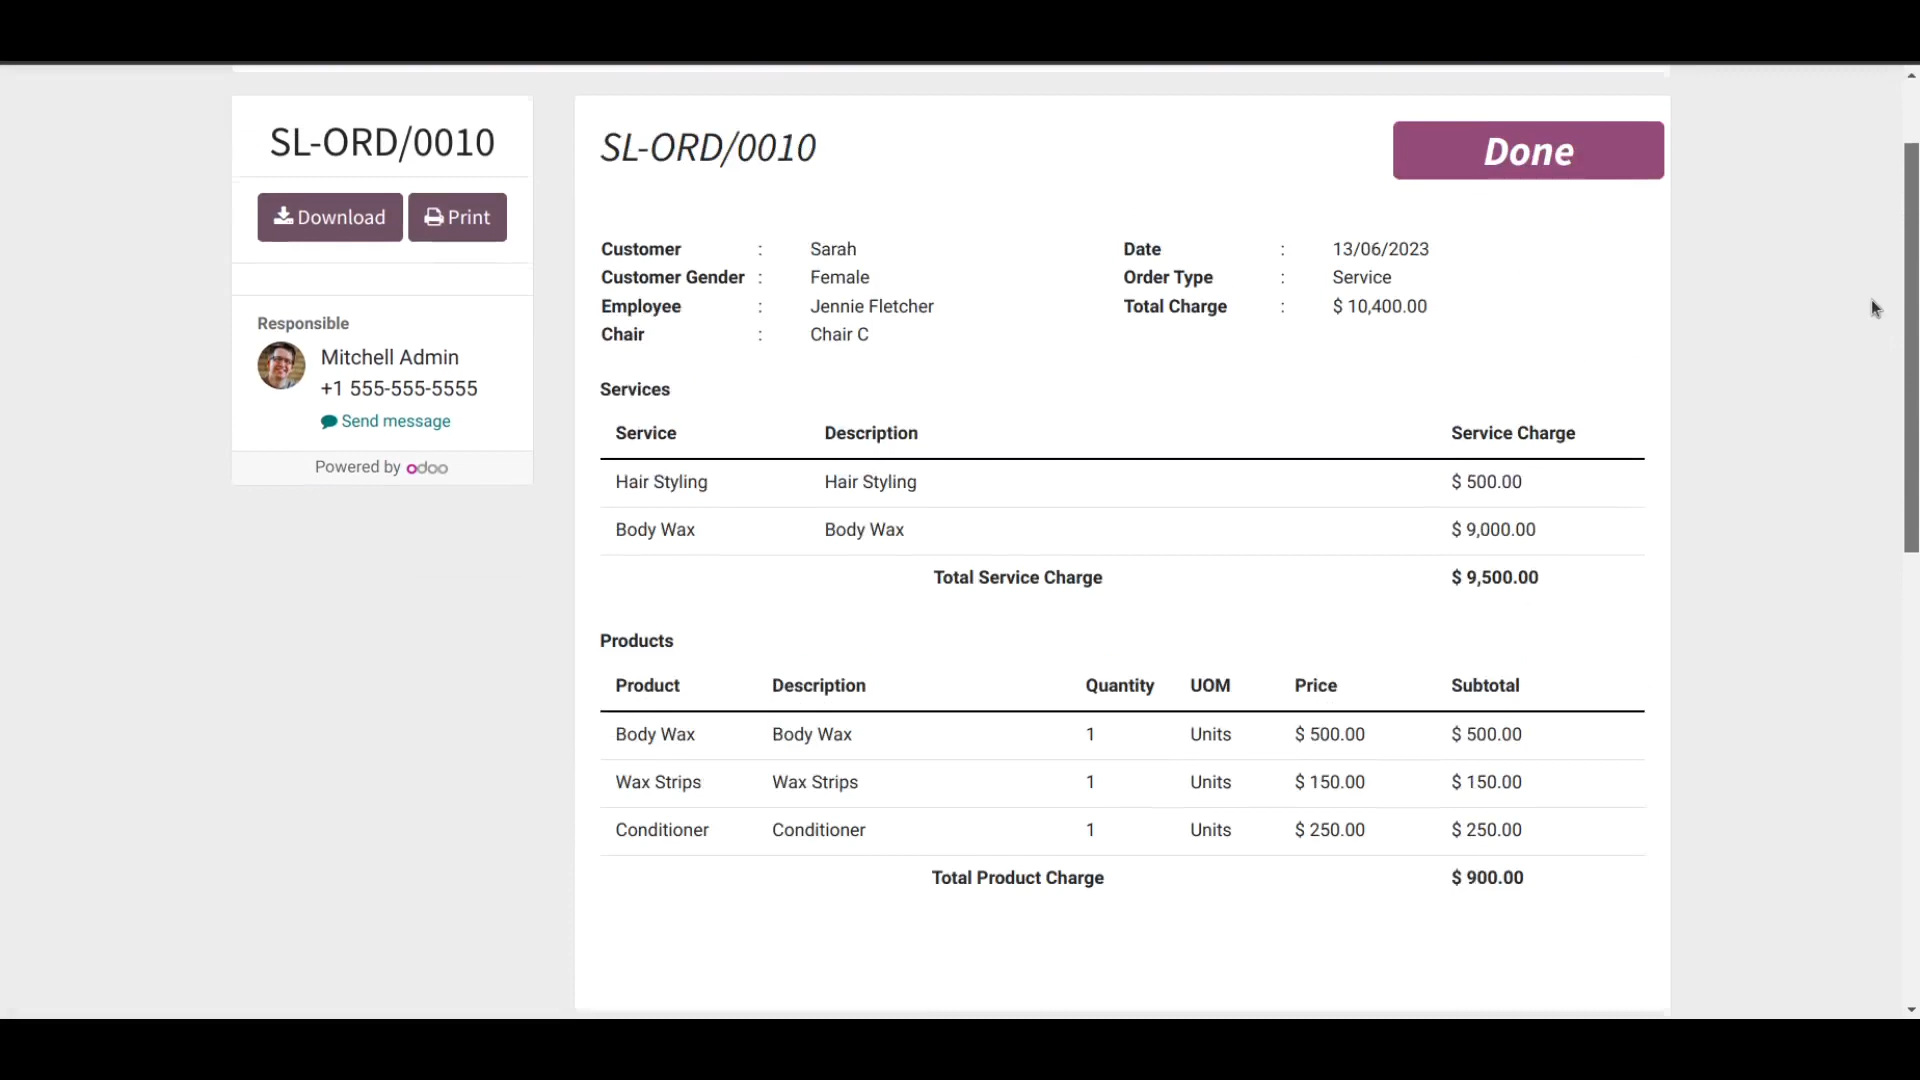 SL-ORD/0010
Download Print
Responsible
Mitchell Admin
+1 555-555-5555
Send message
Powered by odoo
SL-ORD/0010
Done
Customer : Sarah Date : 13/06/2023
Customer Gender : Female Order Type : Service
Employee : Jennie Fletcher Total Charge : $ 10,400.00
Chair : Chair C
Services
Service Description Service Charge
Hair Styling Hair Styling $ 500.00
Body Wax Body Wax $ 9,000.00
Total Service Charge $ 9,500.00
Products
Product Description Quantity UOM Price Subtotal
Body Wax Body Wax 1 Units $ 500.00 $ 500.00
Wax Strips Wax Strips 1 Units $ 150.00 $ 150.00
Conditioner Conditioner 1 Units $ 250.00 $ 250.00
Total Product Charge $ 900.00